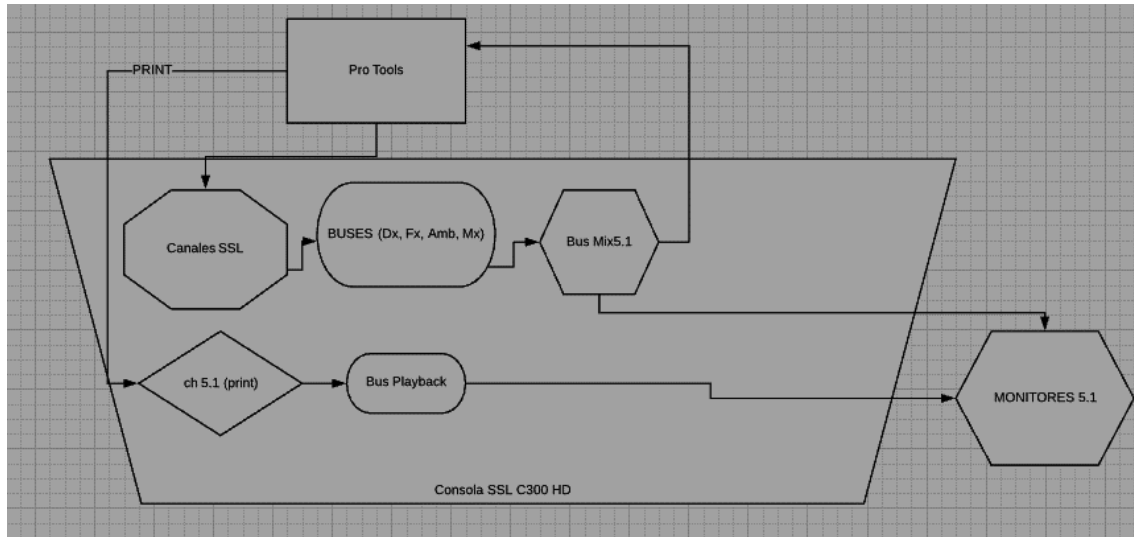 Pro Tools
PRINT
Canales SSL
BUSES (Dx, Fx, Amb, Mx)
Bus Mix5.1
ch 5.1 (print)
Bus Playback
MONITORES 5.1
Consola SSL C300 HD